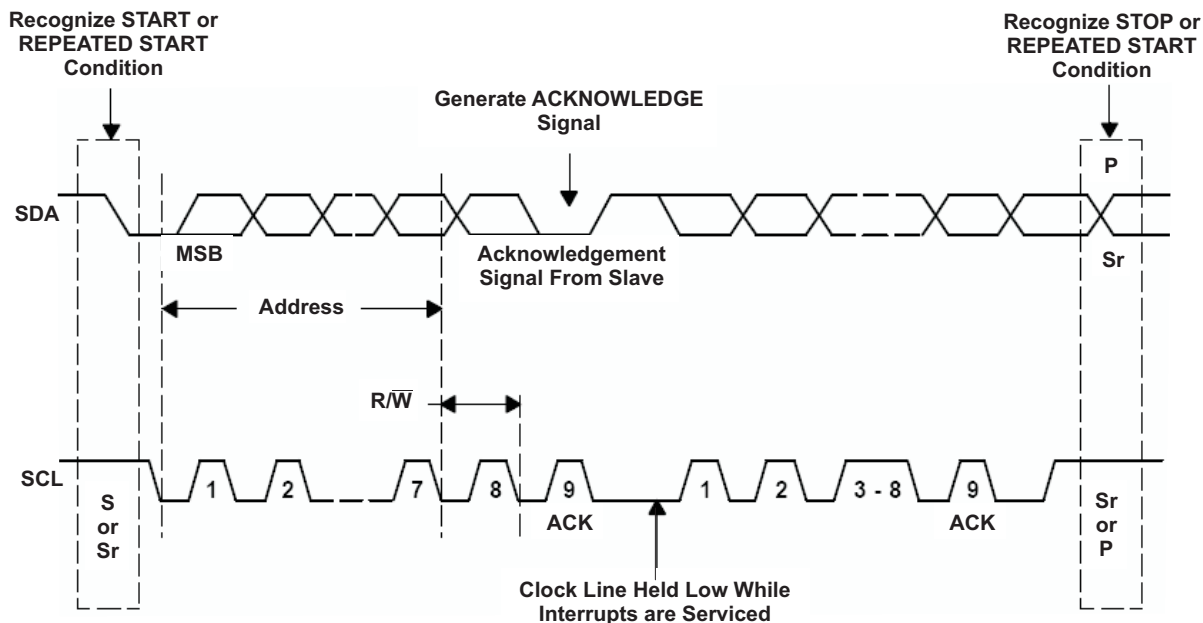 Recognize START or
REPEATED START
Condition
Recognize STOP or
REPEATED START
Condition
Generate ACKNOWLEDGE
Signal
P
SDA
MSB
Acknowledgement
Signal From Slave
Sr
Address
R/W̅
SCL
1
2
7
8
9
1
2
3 - 8
9
ACK
ACK
S
or
Sr
Sr
or
P
Clock Line Held Low While
Interrupts are Serviced